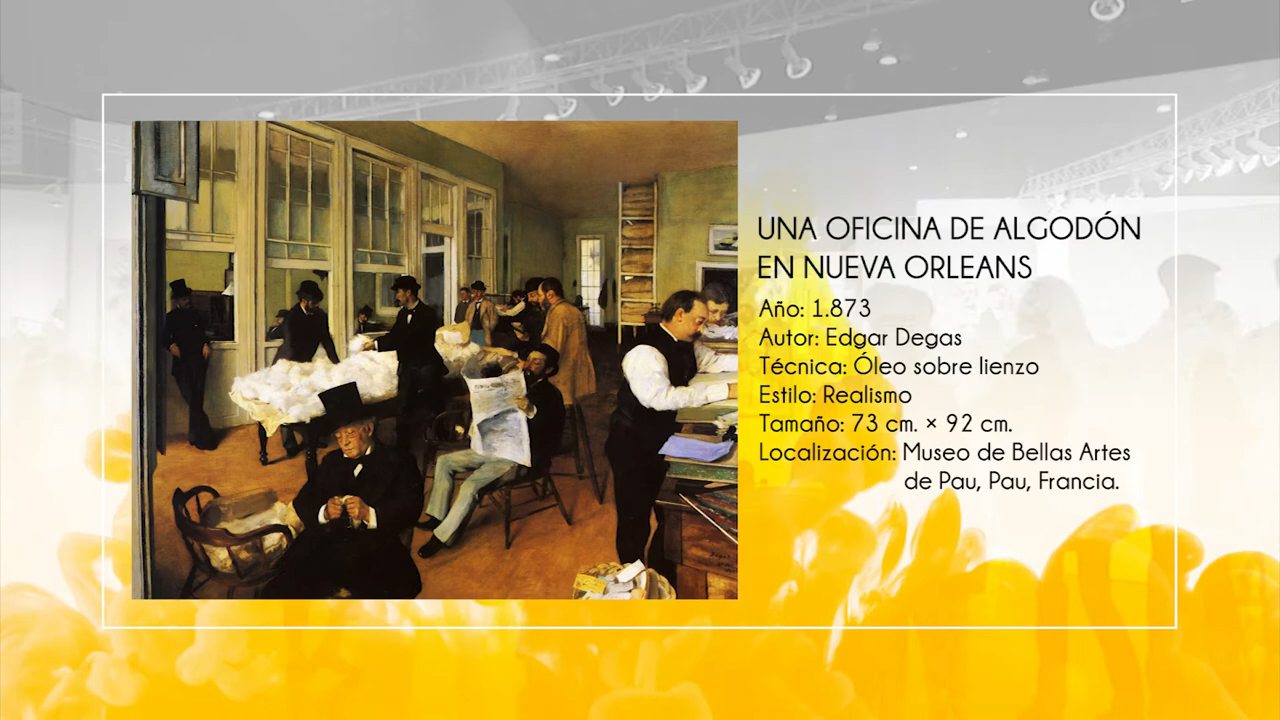 UNA OFICINA DE ALGODÓN
EN NUEVA ORLEANS
Año: 1.873
Autor: Edgar Degas
Técnica: Óleo sobre lienzo
Estilo: Realismo
Tamaño: 73 cm. × 92 cm.
Localización: Museo de Bellas Artes
de Pau, Pau, Francia.